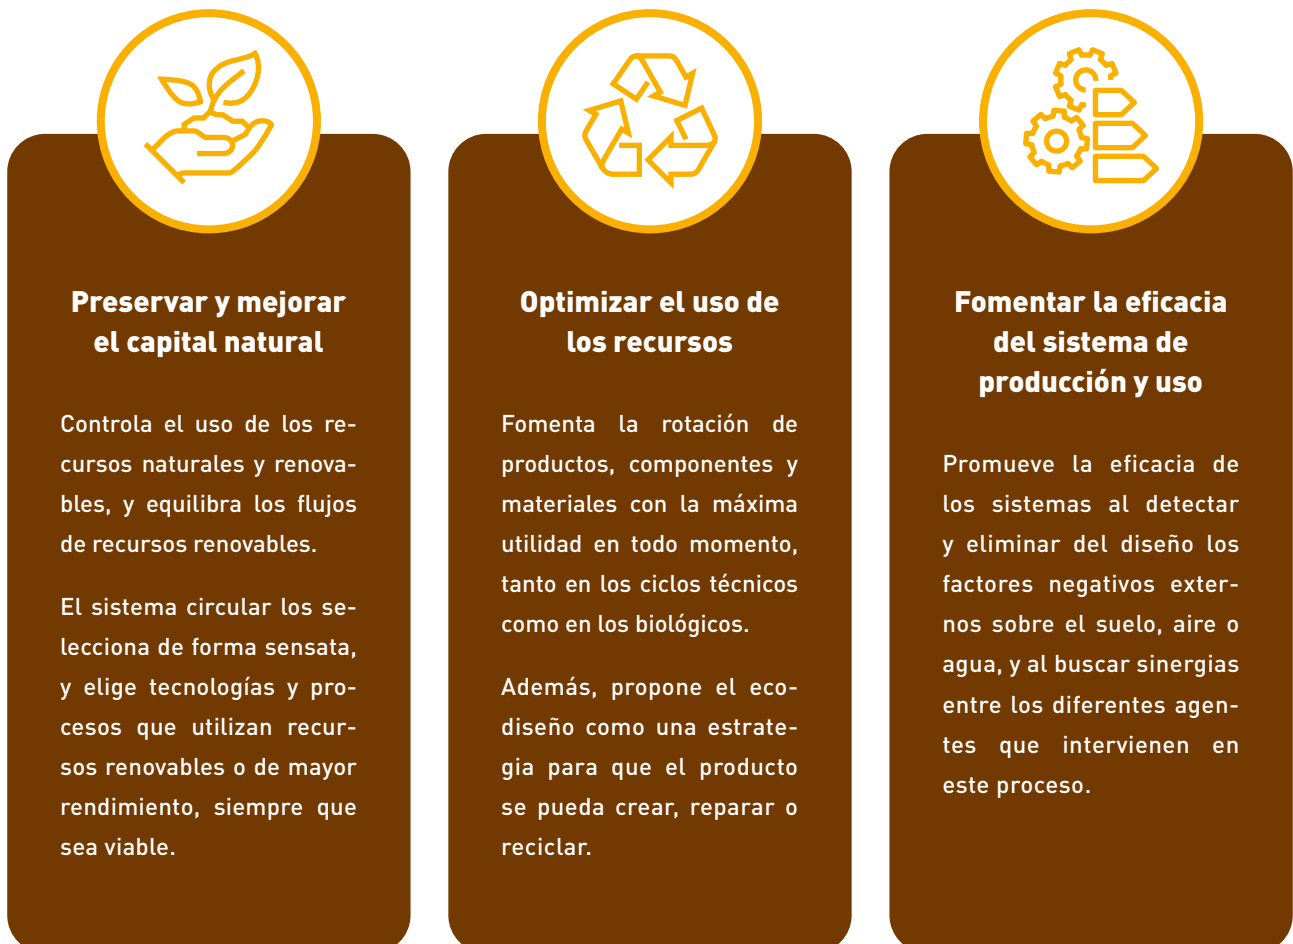 Preservar y mejorar
el capital natural
Controla el uso de los re-
cursos naturales y renova-
bles, y equilibra los flujos
de recursos renovables.
El sistema circular los se-
lecciona de forma sensata,
y elige tecnologías y pro-
cesos que utilizan recur-
sos renovables o de mayor
rendimiento, siempre que
sea viable.
Optimizar el uso de
los recursos
Fomenta la rotación de
productos, componentes y
materiales con la máxima
utilidad en todo momento,
tanto en los ciclos técnicos
como en los biológicos.
Además, propone el eco-
diseño como una estrate-
gia para que el producto
se pueda crear, reparar o
reciclar.
Fomentar la eficacia
del sistema de
producción y uso
Promueve la eficacia de
los sistemas al detectar
y eliminar del diseño los
factores negativos exter-
nos sobre el suelo, aire o
agua, y al buscar sinergias
entre los diferentes agen-
tes que intervienen en
este proceso.